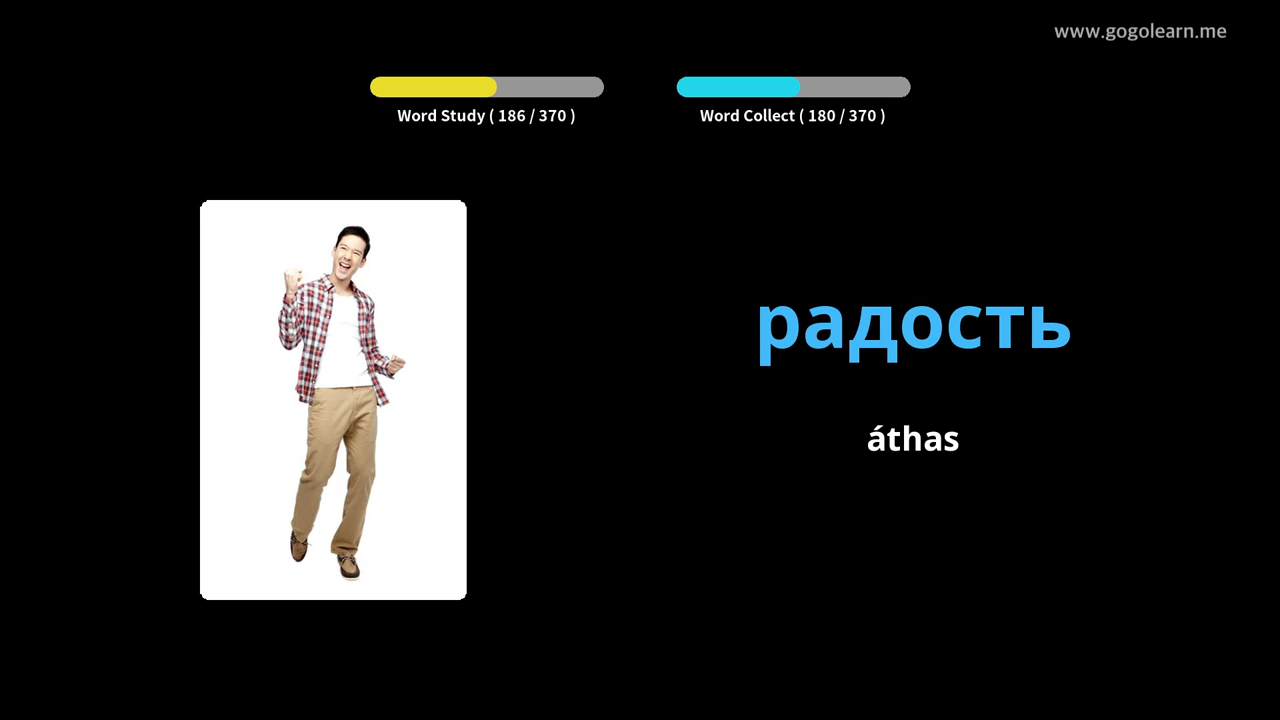 www.gogolearn.me
Word Study ( 186 / 370 )
Word Collect ( 180 / 370 )
радость
áthas